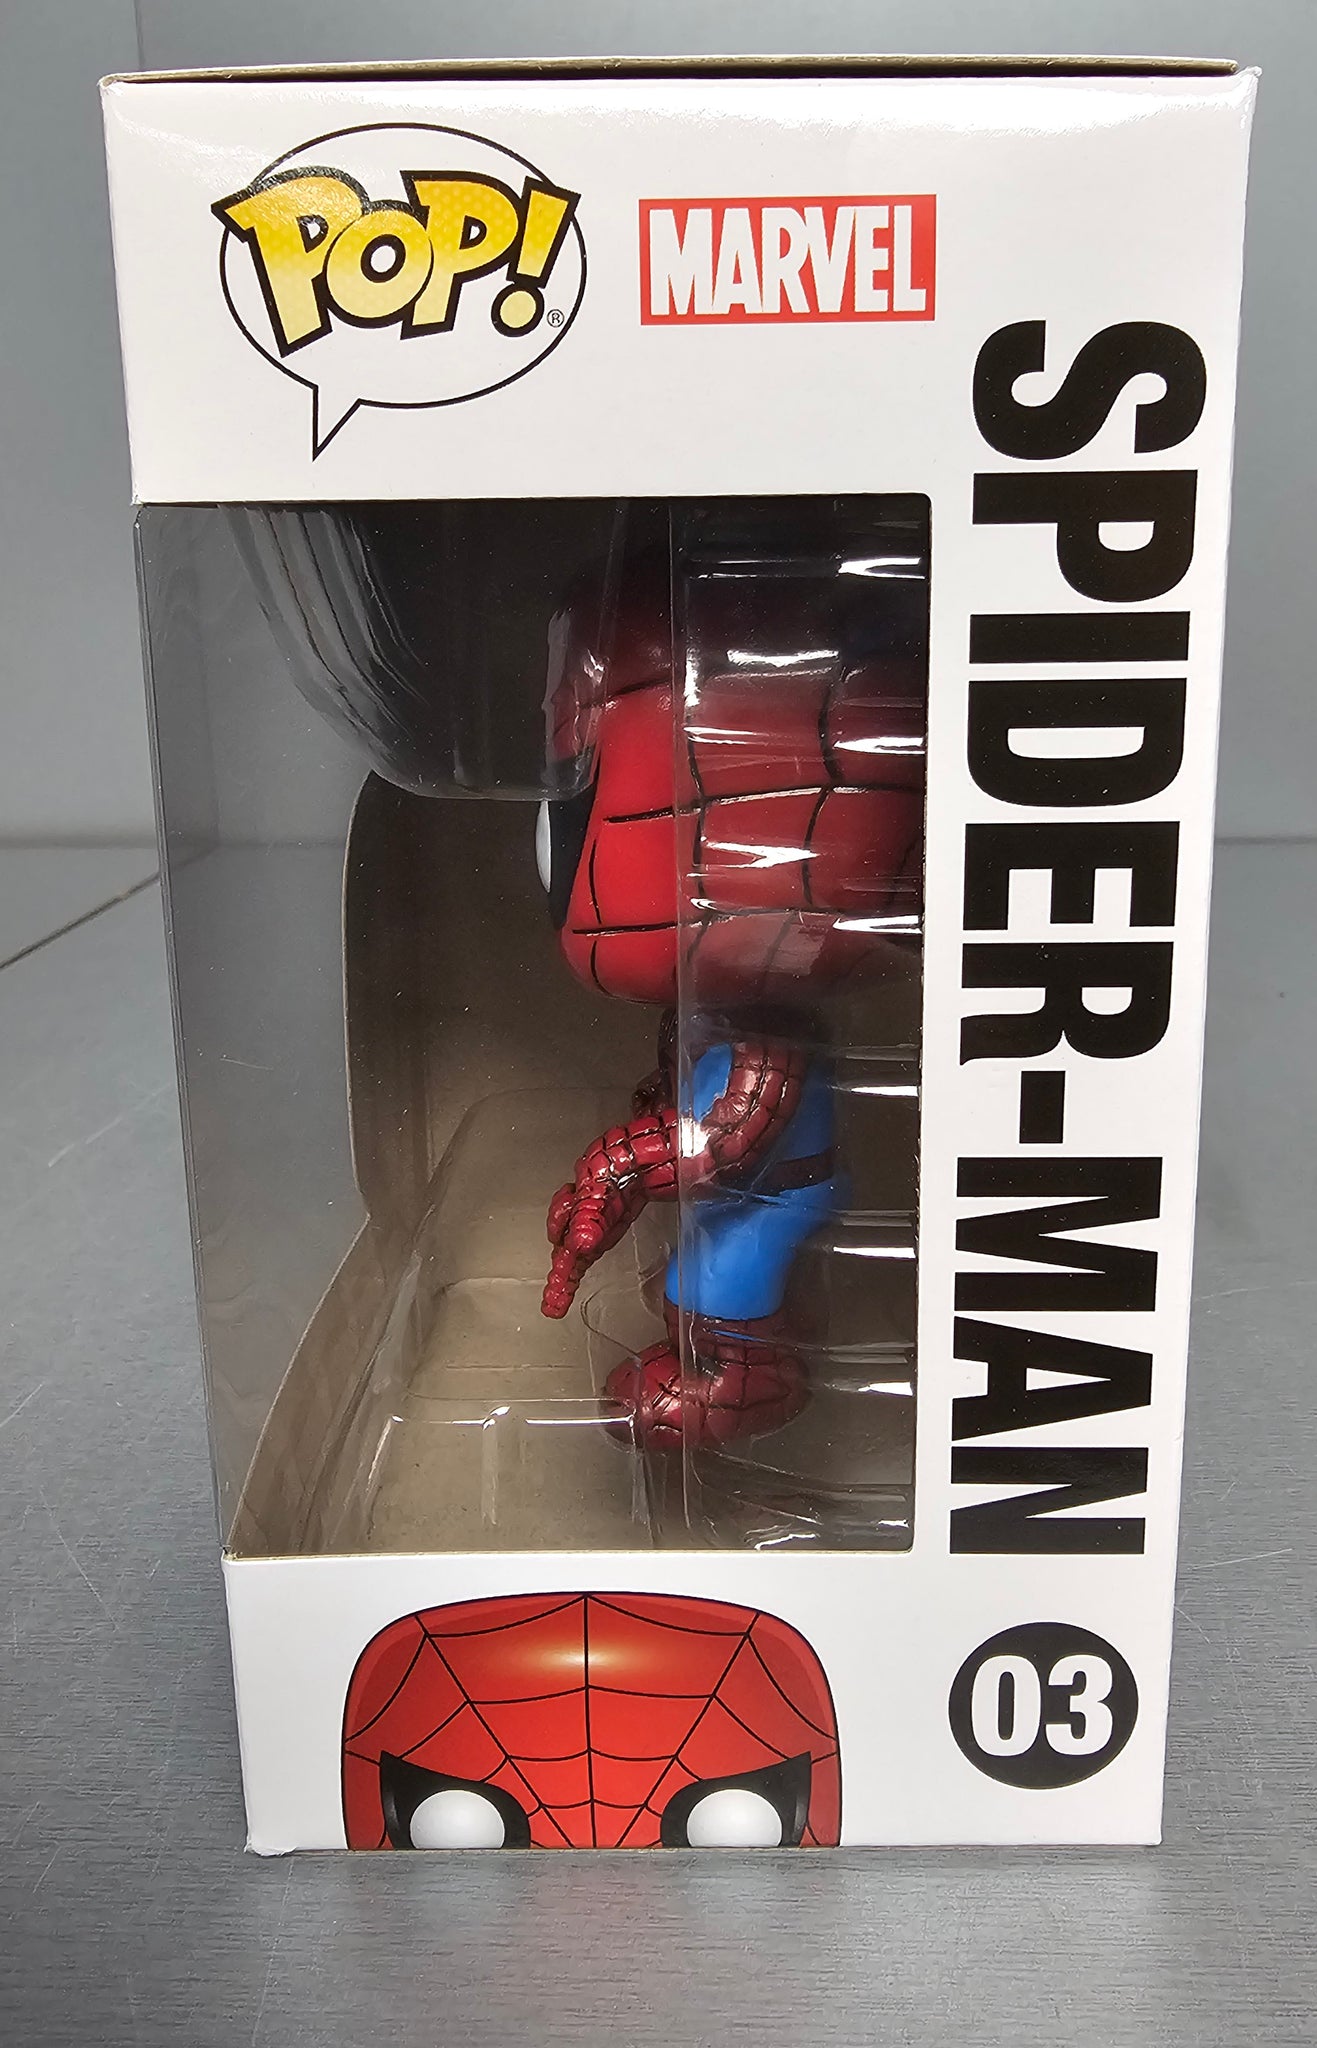 POP!®
MARVEL
SPIDER-MAN
03